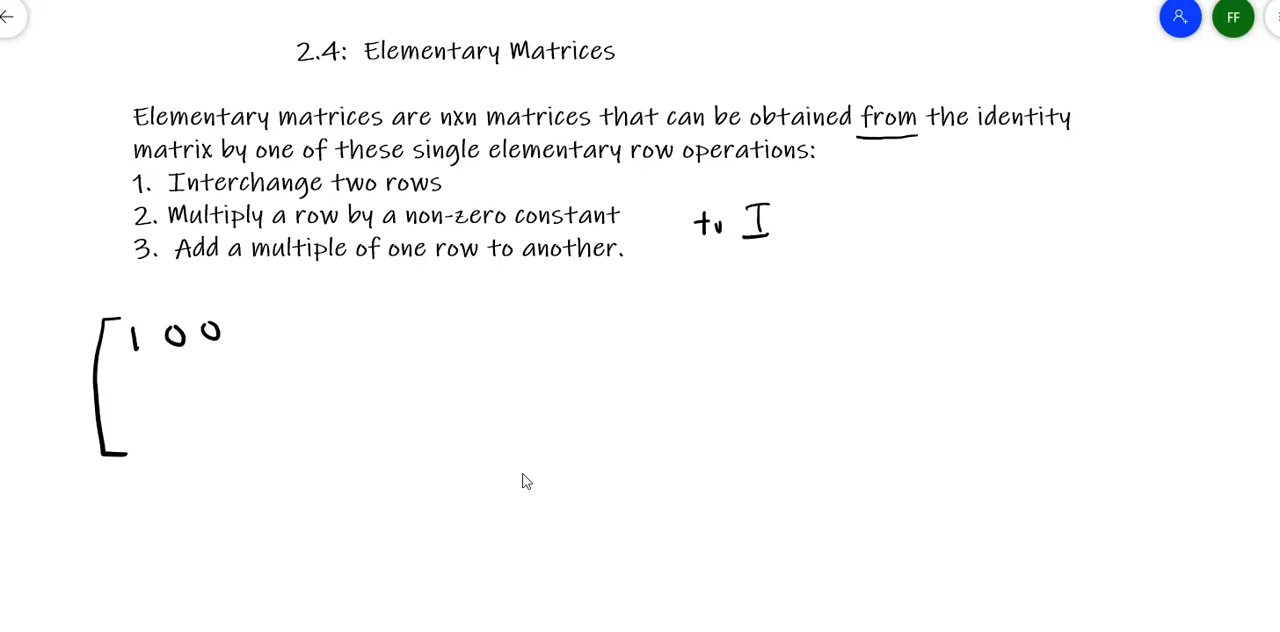 FF
2.4: Elementary Matrices
Elementary matrices are nxn matrices that can be obtained from the identity
matrix by one of these single elementary row operations:
1. Interchange two rows
2. Multiply a row by a non-zero constant
to I
3. Add a multiple of one row to another.
[ 1 0 0